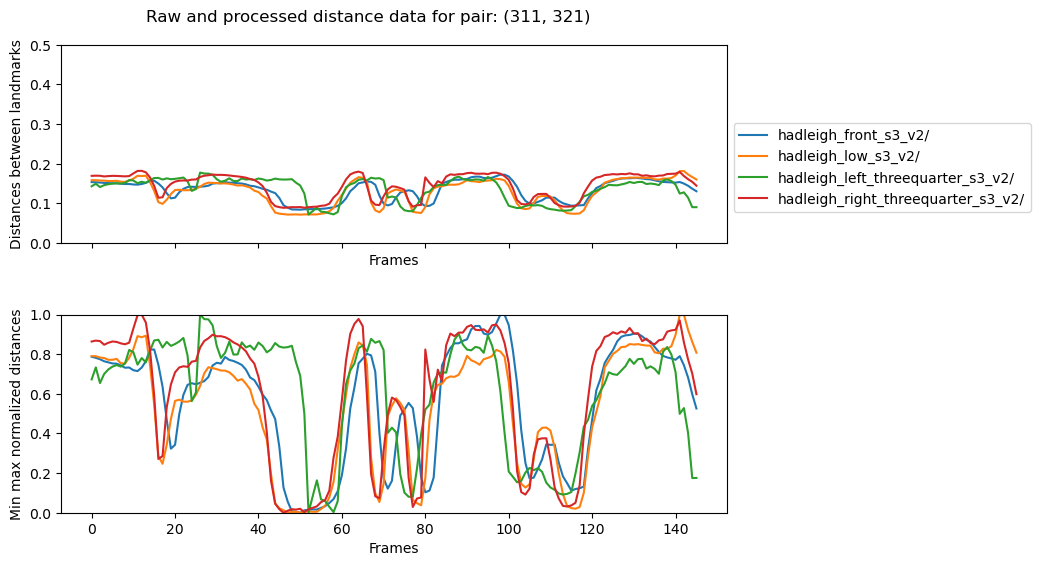 Raw and processed distance data for pair: (311, 321)
Distances between landmarks
0.5
0.4
0.3
0.2
0.1
0.0
Frames
hadleigh_front_s3_v2/
hadleigh_low_s3_v2/
hadleigh_left_threequarter_s3_v2/
hadleigh_right_threequarter_s3_v2/
Min max normalized distances
1.0
0.8
0.6
0.4
0.2
0.0
0 20 40 60 80 100 120 140
Frames